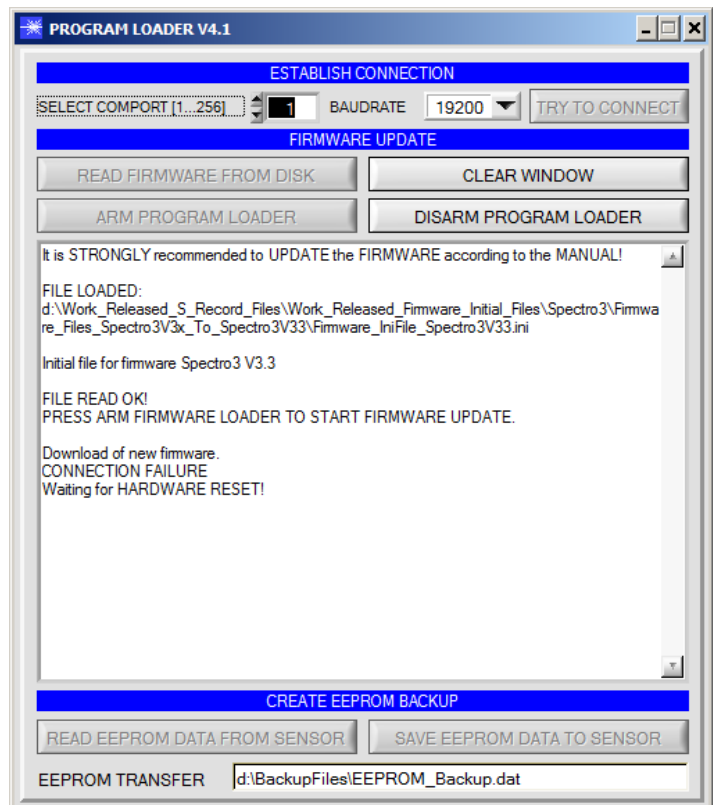 PROGRAM LOADER V4.1
ESTABLISH CONNECTION
SELECT COMPORT [1...256] 1 BAUDRATE 19200 TRY TO CONNECT
FIRMWARE UPDATE
READ FIRMWARE FROM DISK CLEAR WINDOW
ARM PROGRAM LOADER DISARM PROGRAM LOADER
It is STRONGLY recommended to UPDATE the FIRMWARE according to the MANUAL!
FILE LOADED:
d:\Work_Released_S_Record_Files\Work_Released_Firmware_Initial_Files\Spectro3\Firmwa
re_Files_Spectro3V3x_To_Spectro3V33\Firmware_IniFile_Spectro3V33.ini
Initial file for firmware Spectro3 V3.3
FILE READ OK!
PRESS ARM FIRMWARE LOADER TO START FIRMWARE UPDATE.
Download of new firmware.
CONNECTION FAILURE
Waiting for HARDWARE RESET!
CREATE EEPROM BACKUP
READ EEPROM DATA FROM SENSOR SAVE EEPROM DATA TO SENSOR
EEPROM TRANSFER d:\BackupFiles\EEPROM_Backup.dat